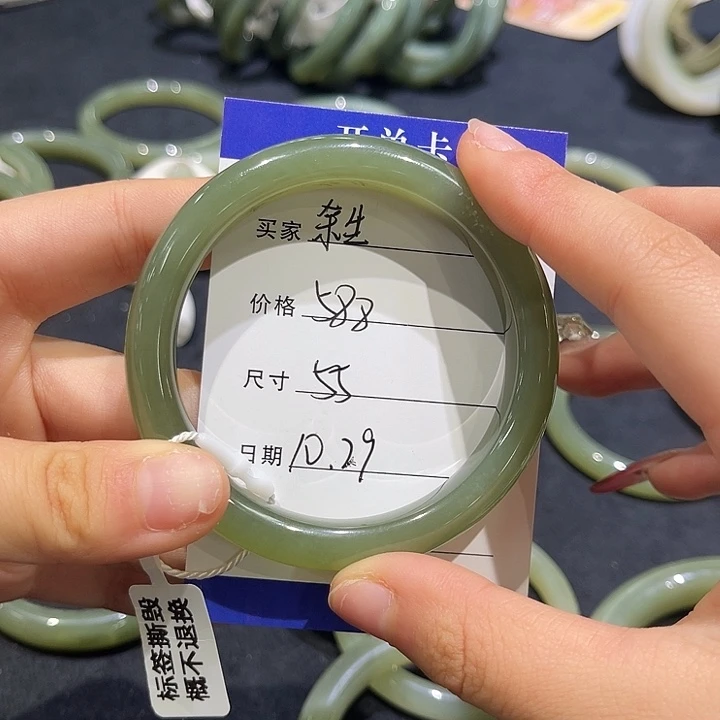 开单卡
买家 余生
价格 588
尺寸 55
日期 10.29
标签撕毁
概不退换